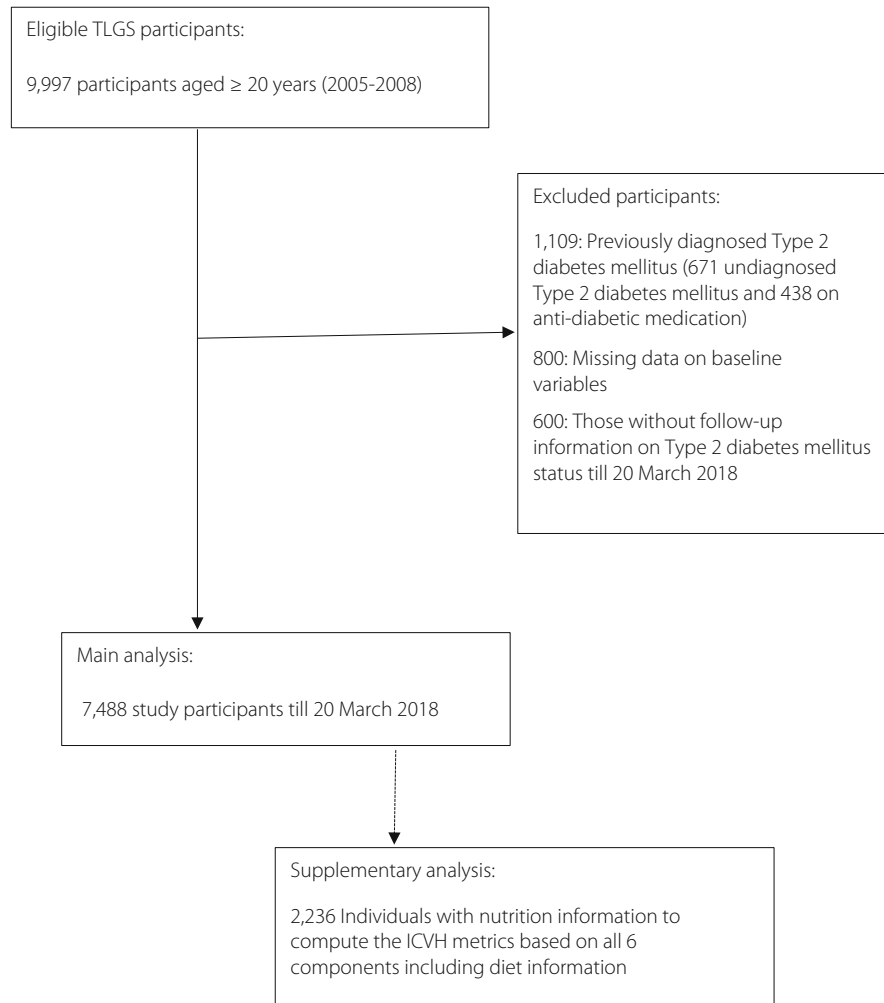 Eligible TLGS participants:
9,997 participants aged ≥ 20 years (2005-2008)
Excluded participants:
1,109: Previously diagnosed Type 2
diabetes mellitus (671 undiagnosed
Type 2 diabetes mellitus and 438 on
anti-diabetic medication)
800: Missing data on baseline
variables
600: Those without follow-up
information on Type 2 diabetes mellitus
status till 20 March 2018
Main analysis:
7,488 study participants till 20 March 2018
Supplementary analysis:
2,236 Individuals with nutrition information to
compute the ICVH metrics based on all 6
components including diet information